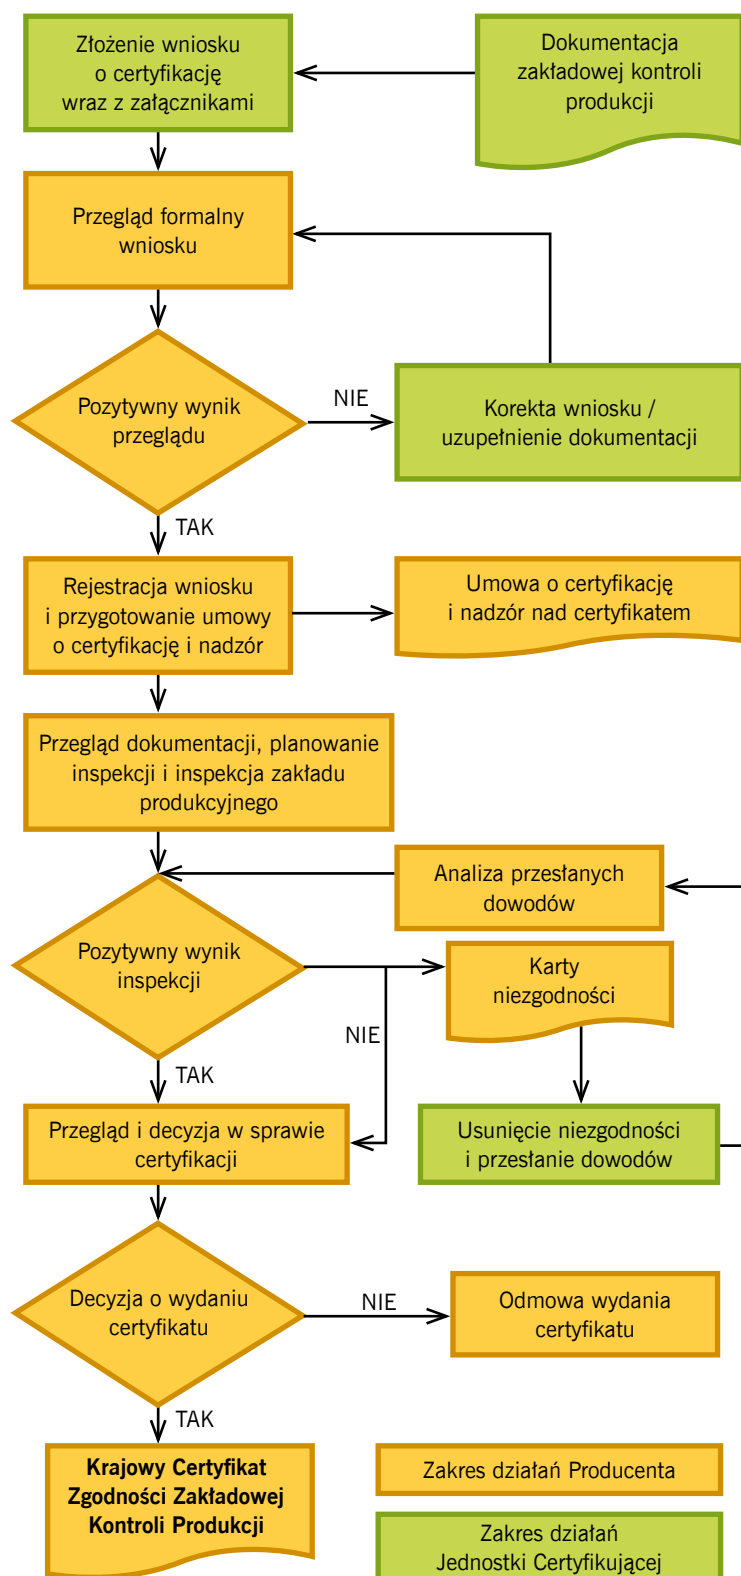 Złożenie wniosku
o certyfikację
wraz z załącznikami
Dokumentacja
zakładowej kontroli
produkcji
Przegląd formalny
wniosku
Pozytywny wynik
przeglądu
NIE
Korekta wniosku /
uzupełnienie dokumentacji
TAK
Rejestracja wniosku
i przygotowanie umowy
o certyfikację i nadzór
Umowa o certyfikację
i nadzór nad certyfikatem
Przegląd dokumentacji, planowanie
inspekcji i inspekcja zakładu
produkcyjnego
Analiza przesłanych
dowodów
Pozytywny wynik
inspekcji
Karty
niezgodności
NIE
TAK
Przegląd i decyzja w sprawie
certyfikacji
Usunięcie niezgodności
i przesłanie dowodów
Decyzja o wydaniu
certyfikatu
NIE
Odmowa wydania
certyfikatu
TAK
Krajowy Certyfikat
Zgodności Zakładowej
Kontroli Produkcji
Zakres działań Producenta
Zakres działań
Jednostki Certyfikującej